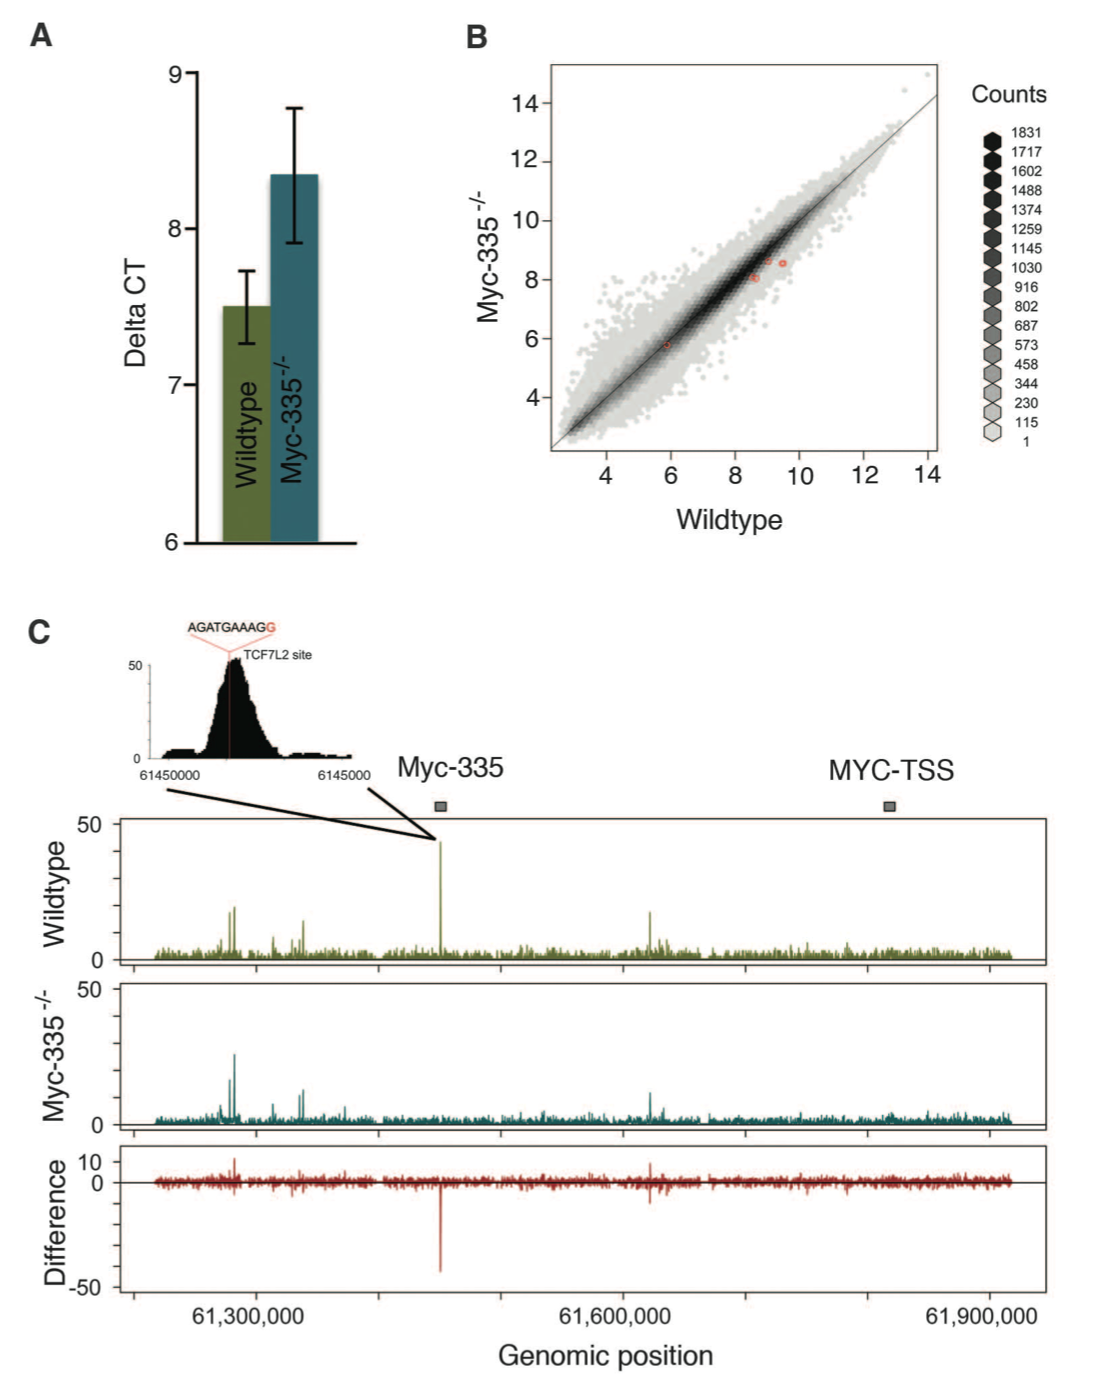 A
9
8
7
6
Delta CT
Wildtype
Myc-335-/-
B
14
12
10
8
6
4
Myc-335-/-
4 6 8 10 12 14
Wildtype
Counts
1831
1717
1602
1488
1374
1259
1145
1030
916
802
687
573
458
344
230
115
1
C
AGATGAAAGG
TCF7L2 site
50
0
61450000 6145000
Myc-335
MYC-TSS
50
0
Wildtype
50
0
Myc-335 -/-
10
0
-50
Difference
61,300,000 61,600,000 61,900,000
Genomic position